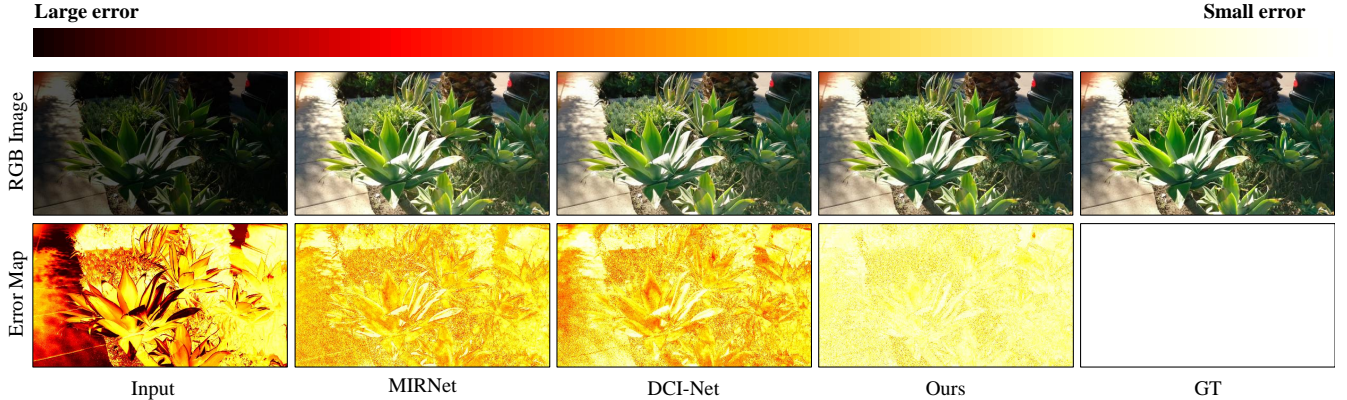 Large error Small error
RGB Image
Error Map
Input MIRNet DCI-Net Ours GT